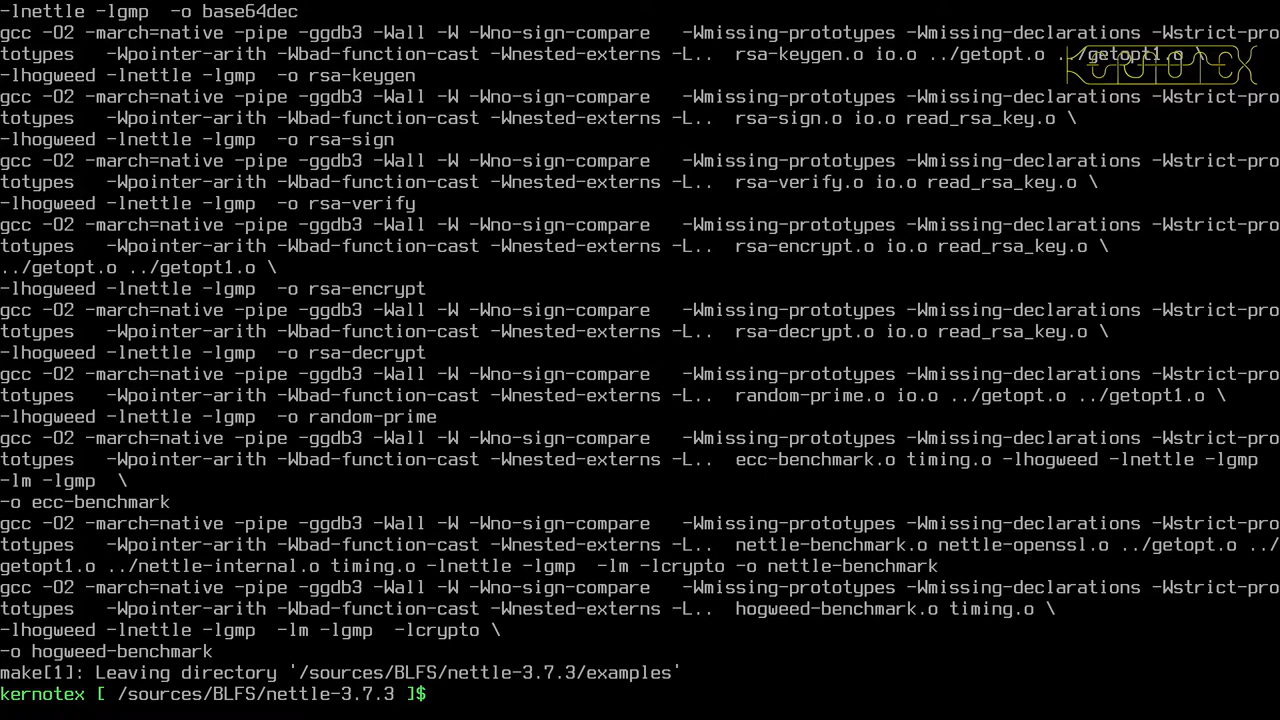 -lnettle -lgmp  -o base64dec
gcc -O2 -march=native -pipe -ggdb3 -Wall -W -Wno-sign-compare   -Wmissing-prototypes -Wmissing-declarations -Wstrict-pro
totypes   -Wpointer-arith -Wbad-function-cast -Wnested-externs -L..  rsa-keygen.o io.o ../getopt.o ../getopt1.o \
KERNOTEX
-lhogweed -lnettle -lgmp  -o rsa-keygen
gcc -O2 -march=native -pipe -ggdb3 -Wall -W -Wno-sign-compare   -Wmissing-prototypes -Wmissing-declarations -Wstrict-pro
totypes   -Wpointer-arith -Wbad-function-cast -Wnested-externs -L..  rsa-sign.o io.o read_rsa_key.o \
-lhogweed -lnettle -lgmp  -o rsa-sign
gcc -O2 -march=native -pipe -ggdb3 -Wall -W -Wno-sign-compare   -Wmissing-prototypes -Wmissing-declarations -Wstrict-pro
totypes   -Wpointer-arith -Wbad-function-cast -Wnested-externs -L..  rsa-verify.o io.o read_rsa_key.o \
-lhogweed -lnettle -lgmp  -o rsa-verify
gcc -O2 -march=native -pipe -ggdb3 -Wall -W -Wno-sign-compare   -Wmissing-prototypes -Wmissing-declarations -Wstrict-pro
totypes   -Wpointer-arith -Wbad-function-cast -Wnested-externs -L..  rsa-encrypt.o io.o read_rsa_key.o \
../getopt.o ../getopt1.o \
-lhogweed -lnettle -lgmp  -o rsa-encrypt
gcc -O2 -march=native -pipe -ggdb3 -Wall -W -Wno-sign-compare   -Wmissing-prototypes -Wmissing-declarations -Wstrict-pro
totypes   -Wpointer-arith -Wbad-function-cast -Wnested-externs -L..  rsa-decrypt.o io.o read_rsa_key.o \
-lhogweed -lnettle -lgmp  -o rsa-decrypt
gcc -O2 -march=native -pipe -ggdb3 -Wall -W -Wno-sign-compare   -Wmissing-prototypes -Wmissing-declarations -Wstrict-pro
totypes   -Wpointer-arith -Wbad-function-cast -Wnested-externs -L..  random-prime.o io.o ../getopt.o ../getopt1.o \
-lhogweed -lnettle -lgmp  -o random-prime
gcc -O2 -march=native -pipe -ggdb3 -Wall -W -Wno-sign-compare   -Wmissing-prototypes -Wmissing-declarations -Wstrict-pro
totypes   -Wpointer-arith -Wbad-function-cast -Wnested-externs -L..  ecc-benchmark.o timing.o -lhogweed -lnettle -lgmp
-lm -lgmp  \
-o ecc-benchmark
gcc -O2 -march=native -pipe -ggdb3 -Wall -W -Wno-sign-compare   -Wmissing-prototypes -Wmissing-declarations -Wstrict-pro
totypes   -Wpointer-arith -Wbad-function-cast -Wnested-externs -L..  nettle-benchmark.o nettle-openssl.o ../getopt.o ../
getopt1.o ../nettle-internal.o timing.o -lnettle -lgmp  -lm -lcrypto -o nettle-benchmark
gcc -O2 -march=native -pipe -ggdb3 -Wall -W -Wno-sign-compare   -Wmissing-prototypes -Wmissing-declarations -Wstrict-pro
totypes   -Wpointer-arith -Wbad-function-cast -Wnested-externs -L..  hogweed-benchmark.o timing.o \
-lhogweed -lnettle -lgmp  -lm -lgmp  -lcrypto \
-o hogweed-benchmark
make[1]: Leaving directory '/sources/BLFS/nettle-3.7.3/examples'
kernotex [ /sources/BLFS/nettle-3.7.3 ]$